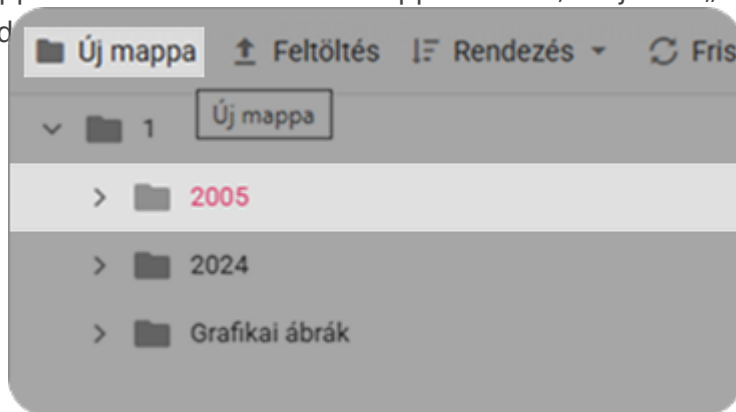 Új mappa Feltöltés Rendezés
Új mappa
1
2005
2024
Grafikai ábrák